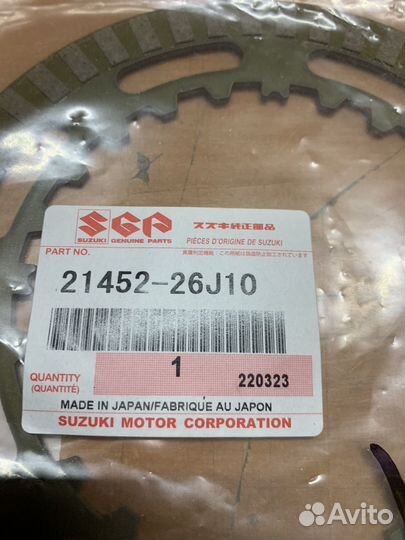 SGP
スズキ純正部品
SUZUKI GENUINE PARTS
PIÈCES D'ORIGINE DE SUZUKI
PART NO.
21452-26J10
QUANTITY
(QUANTITÉ)
1
220323
MADE IN JAPAN/FABRIQUÉ AU JAPON
SUZUKI MOTOR CORPORATION
Avito